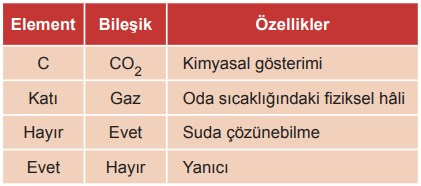 Element Bileşik Özellikler
C CO₂ Kimyasal gösterimi
Katı Gaz Oda sıcaklığındaki fiziksel hâli
Hayır Evet Suda çözünebilme
Evet Hayır Yanıcı